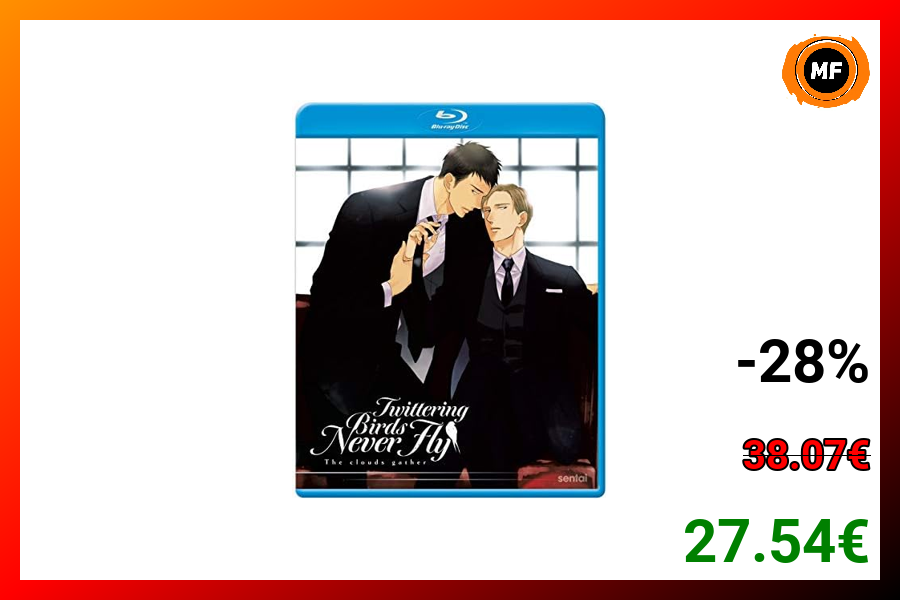 MF
Blu-ray Disc
Twittering
Birds
Never Fly
The clouds gather
sentai
-28%
38.07€
27.54€